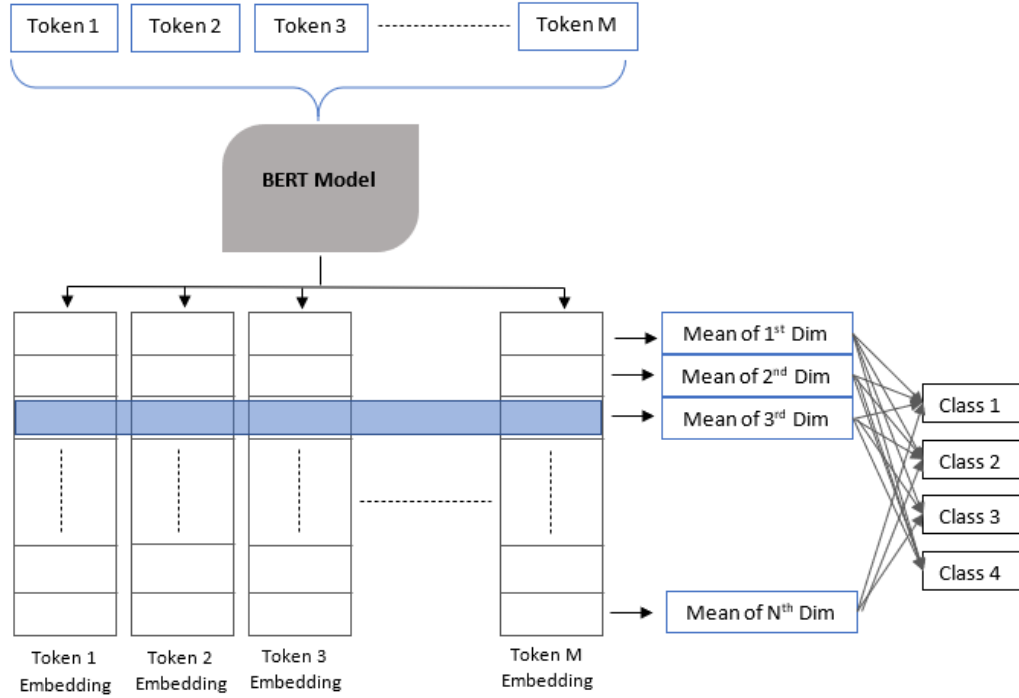 Token 1
Token 2
Token 3
Token M
BERT Model
Mean of 1st Dim
Mean of 2nd Dim
Mean of 3rd Dim
Mean of Nth Dim
Class 1
Class 2
Class 3
Class 4
Token 1
Embedding
Token 2
Embedding
Token 3
Embedding
Token M
Embedding